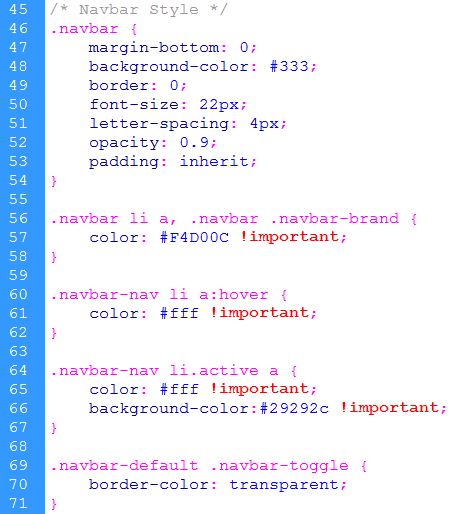 45 /* Navbar Style */
46 .navbar {
47     margin-bottom: 0;
48     background-color: #333;
49     border: 0;
50     font-size: 22px;
51     letter-spacing: 4px;
52     opacity: 0.9;
53     padding: inherit;
54 }
55
56 .navbar li a, .navbar .navbar-brand {
57     color: #F4D00C !important;
58 }
59
60 .navbar-nav li a:hover {
61     color: #fff !important;
62 }
63
64 .navbar-nav li.active a {
65     color: #fff !important;
66     background-color:#29292c !important;
67 }
68
69 .navbar-default .navbar-toggle {
70     border-color: transparent;
71 }